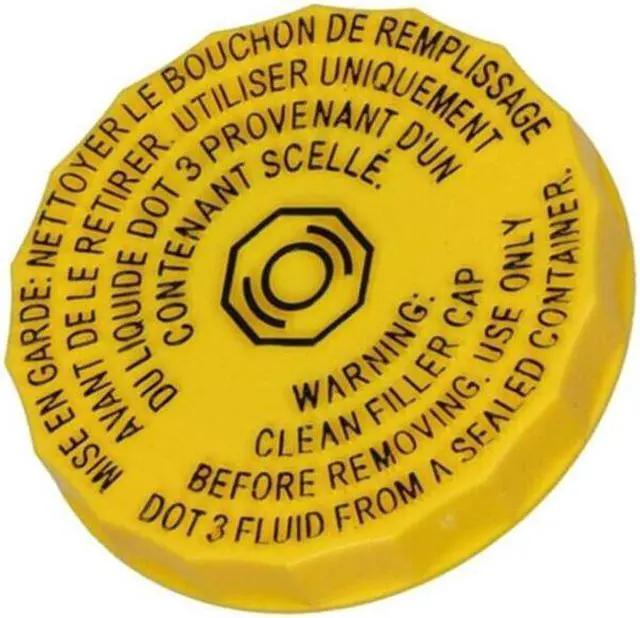 MISE EN GARDE: NETTOYER LE BOUCHON DE REMPLISSAGE
AVANT DE LE RETIRER. UTILISER UNIQUEMENT
DU LIQUIDE DOT 3 PROVENANT D'UN
CONTENANT SCELLÉ.
WARNING:
CLEAN FILLER CAP
BEFORE REMOVING. USE ONLY
DOT 3 FLUID FROM A SEALED CONTAINER.